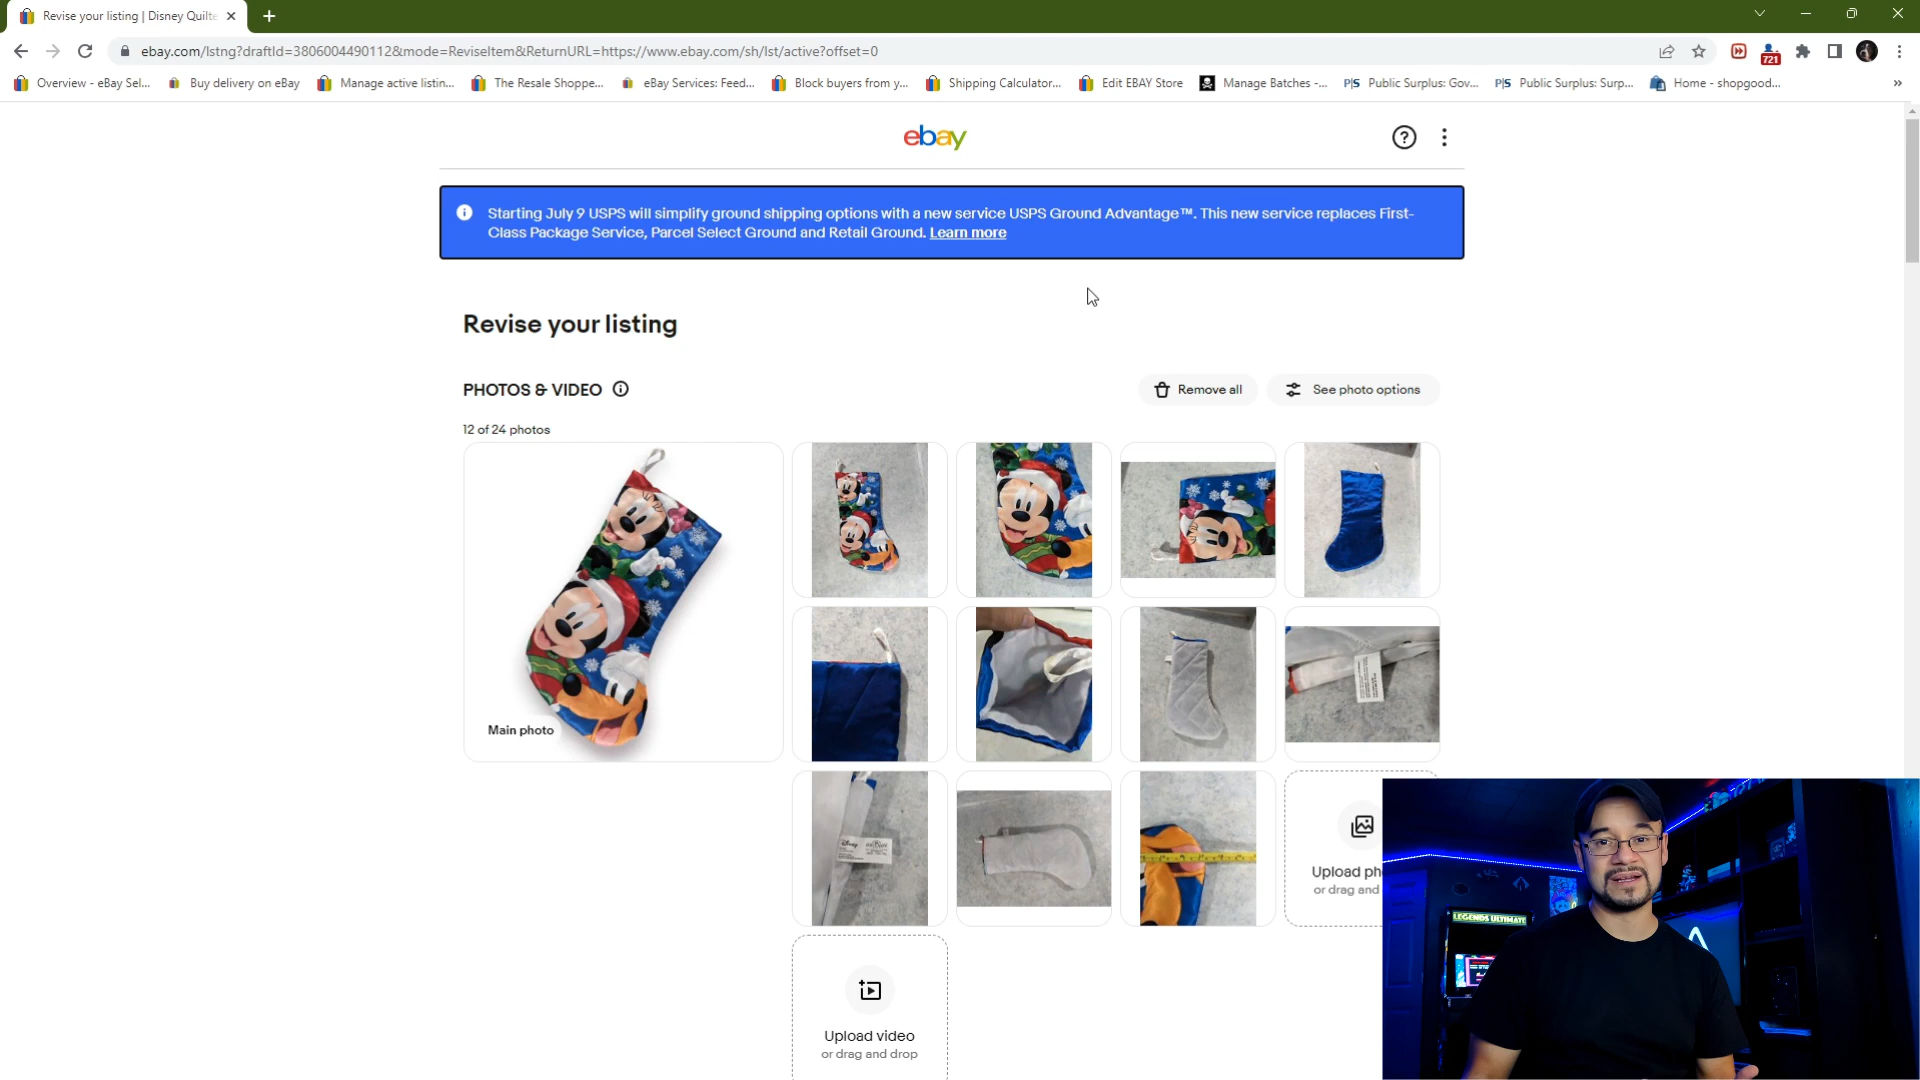 Revise your listing | Disney Quilte
ebay.com/lstng?draftId=3806004490112&mode=ReviseItem&ReturnURL=https://www.ebay.com/sh/lst/active?offset=0
721
Overview - eBay Sel...
Buy delivery on eBay
Manage active listin...
The Resale Shoppe...
eBay Services: Feed...
Block buyers from y...
Shipping Calculator...
Edit EBAY Store
Manage Batches -...
P|S Public Surplus: Gov...
P|S Public Surplus: Surp...
Home - shopgood...
»
ebay
Starting July 9 USPS will simplify ground shipping options with a new service USPS Ground Advantage™. This new service replaces First-
Class Package Service, Parcel Select Ground and Retail Ground. Learn more
Revise your listing
PHOTOS & VIDEO
Remove all
See photo options
12 of 24 photos
Main photo
Disney
Upload ph
or drag and
LEGENDS ULTIMATE
Upload video
or drag and drop